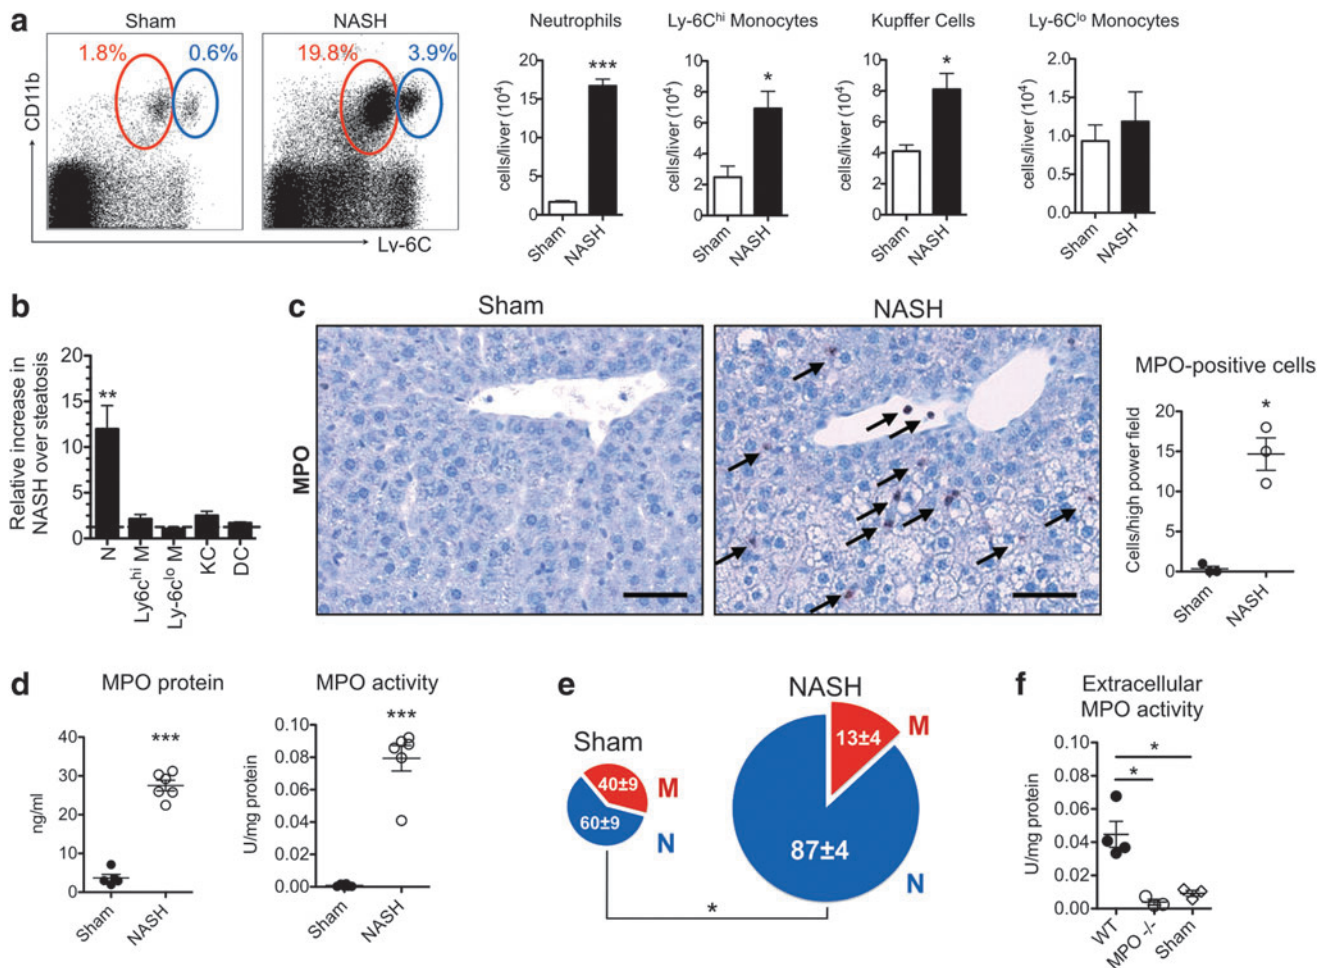 a
Sham
NASH
1.8%
0.6%
19.8%
3.9%
CD11b
Ly-6C
Neutrophils
cells/liver (10⁴)
20
15
10
5
0
***
Sham
NASH
Ly-6Cʰⁱ Monocytes
cells/liver (10⁴)
10
8
6
4
2
0
*
Sham
NASH
Kupffer Cells
cells/liver (10⁴)
10
8
6
4
2
0
*
Sham
NASH
Ly-6Cˡᵒ Monocytes
cells/liver (10⁴)
2.0
1.5
1.0
0.5
0.0
Sham
NASH
b
Relative increase in
NASH over steatosis
20
15
10
5
0
**
N
Ly6cʰⁱ M
Ly-6cˡᵒ M
KC
DC
c
Sham
NASH
MPO
MPO-positive cells
Cells/high power field
20
15
10
5
0
*
Sham
NASH
d
MPO protein
ng/ml
40
30
20
10
0
***
Sham
NASH
MPO activity
U/mg protein
0.10
0.08
0.06
0.04
0.02
0.00
***
Sham
NASH
e
Sham
40±9
M
60±9
N
NASH
13±4
M
87±4
N
*
f
Extracellular
MPO activity
U/mg protein
0.10
0.08
0.06
0.04
0.02
0.00
*
*
WT
MPO -/-
Sham